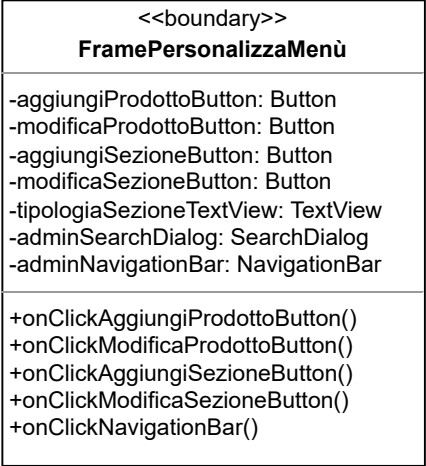 <<boundary>>
FramePersonalizzaMenù
-aggiungiProdottoButton: Button
-modificaProdottoButton: Button
-aggiungiSezioneButton: Button
-modificaSezioneButton: Button
-tipologiaSezioneTextView: TextView
-adminSearchDialog: SearchDialog
-adminNavigationBar: NavigationBar
+onClickAggiungiProdottoButton()
+onClickModificaProdottoButton()
+onClickAggiungiSezioneButton()
+onClickModificaSezioneButton()
+onClickNavigationBar()